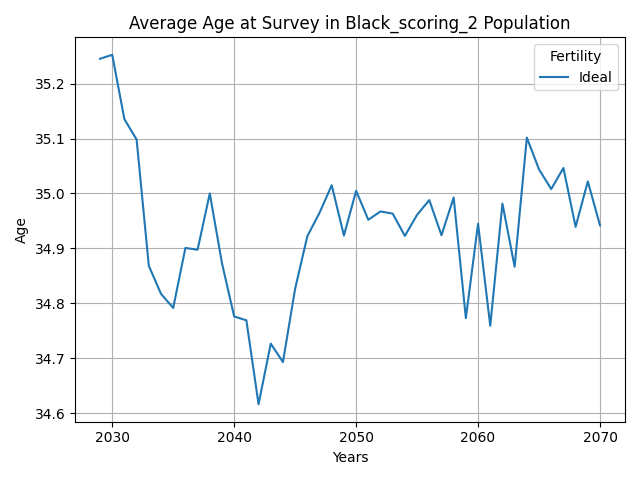 Average Age at Survey in Black_scoring_2 Population
Fertility
Ideal
Age
35.2
35.1
35.0
34.9
34.8
34.7
34.6
2030 2040 2050 2060 2070
Years